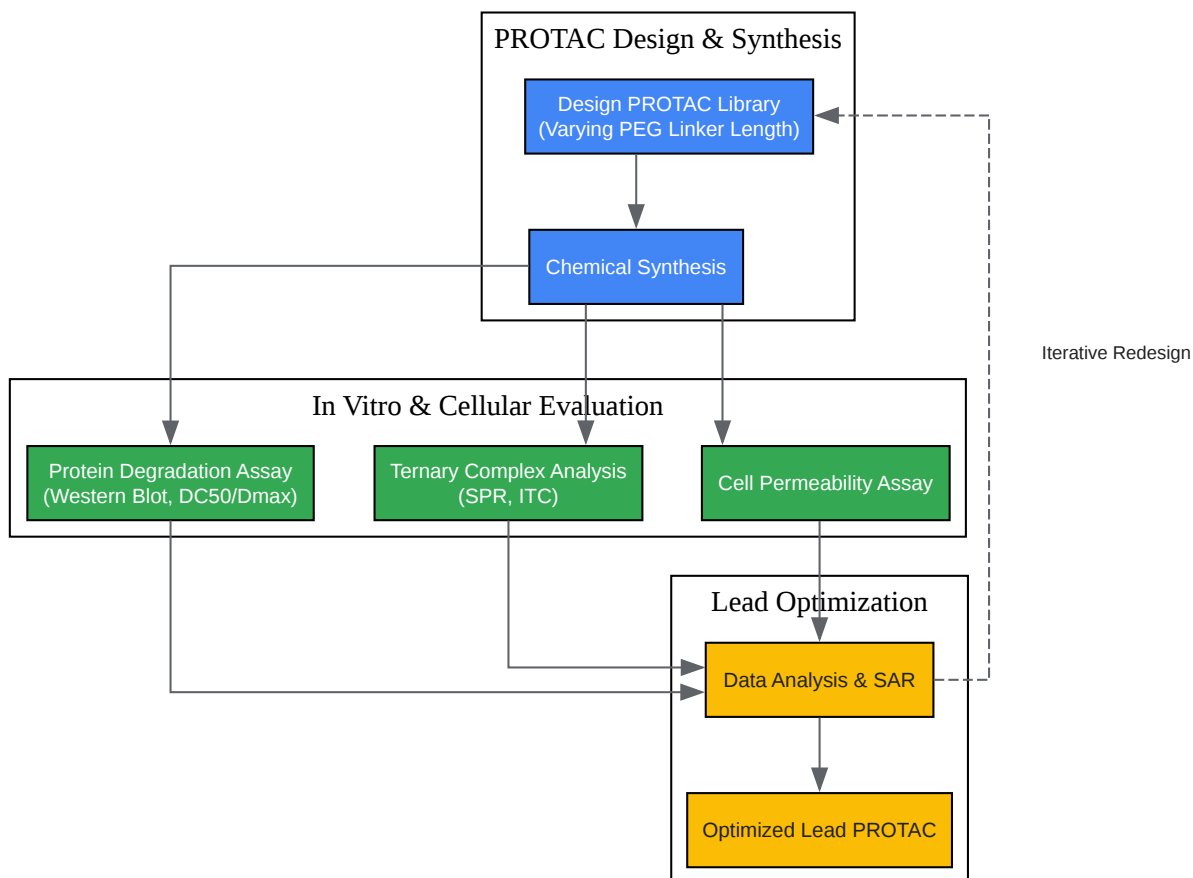 PROTAC Design & Synthesis
Design PROTAC Library
(Varying PEG Linker Length)
Chemical Synthesis
Iterative Redesign
In Vitro & Cellular Evaluation
Protein Degradation Assay
(Western Blot, DC50/Dmax)
Ternary Complex Analysis
(SPR, ITC)
Cell Permeability Assay
Lead Optimization
Data Analysis & SAR
Optimized Lead PROTAC